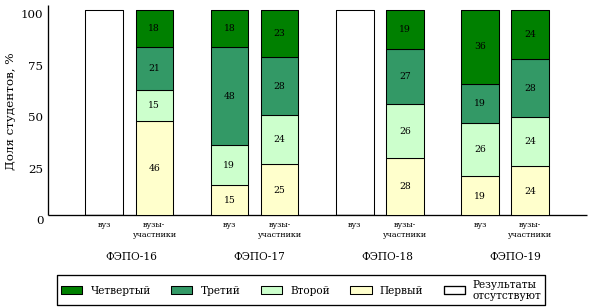 Доля студентов, %
100
75
50
25
0
18 18 23 19 36 24
21 48 28 27 19 28
15 19 24 26 26 24
46 15 25 28 19 24
вуз вузы-участники вуз вузы-участники вуз вузы-участники вуз вузы-участники
ФЭПО-16 ФЭПО-17 ФЭПО-18 ФЭПО-19
Четвертый Третий Второй Первый Результаты
отсутствуют